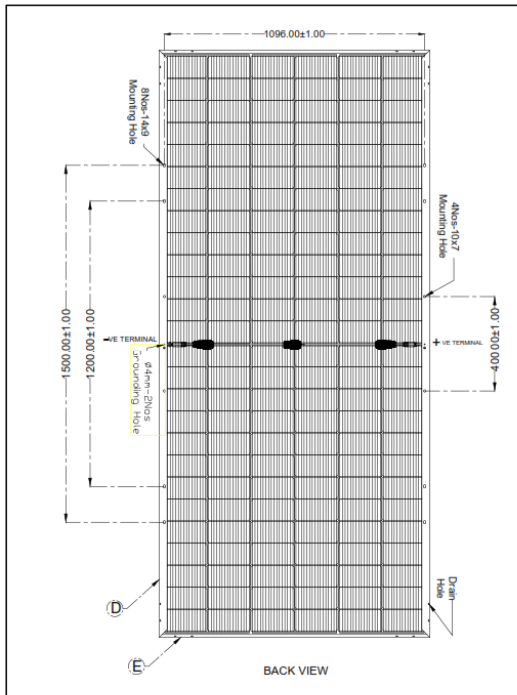 1096.00±1.00
8Nos-14x9
Mounting Hole
4Nos-10x7
Mounting Hole
1500.00±1.00
1200.00±1.00
-VE TERMINAL
+ VE TERMINAL
400.00±1.00
ø4mm-2Nos
Grounding Hole
Drain
Hole
D
E
BACK VIEW